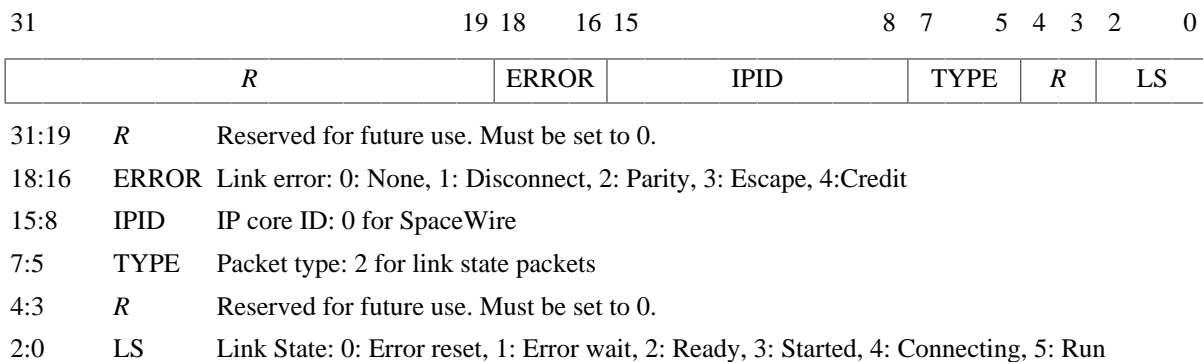 31 19 18 16 15 8 7 5 4 3 2 0
R ERROR IPID TYPE R LS
31:19 R Reserved for future use. Must be set to 0.
18:16 ERROR Link error: 0: None, 1: Disconnect, 2: Parity, 3: Escape, 4:Credit
15:8 IPID IP core ID: 0 for SpaceWire
7:5 TYPE Packet type: 2 for link state packets
4:3 R Reserved for future use. Must be set to 0.
2:0 LS Link State: 0: Error reset, 1: Error wait, 2: Ready, 3: Started, 4: Connecting, 5: Run